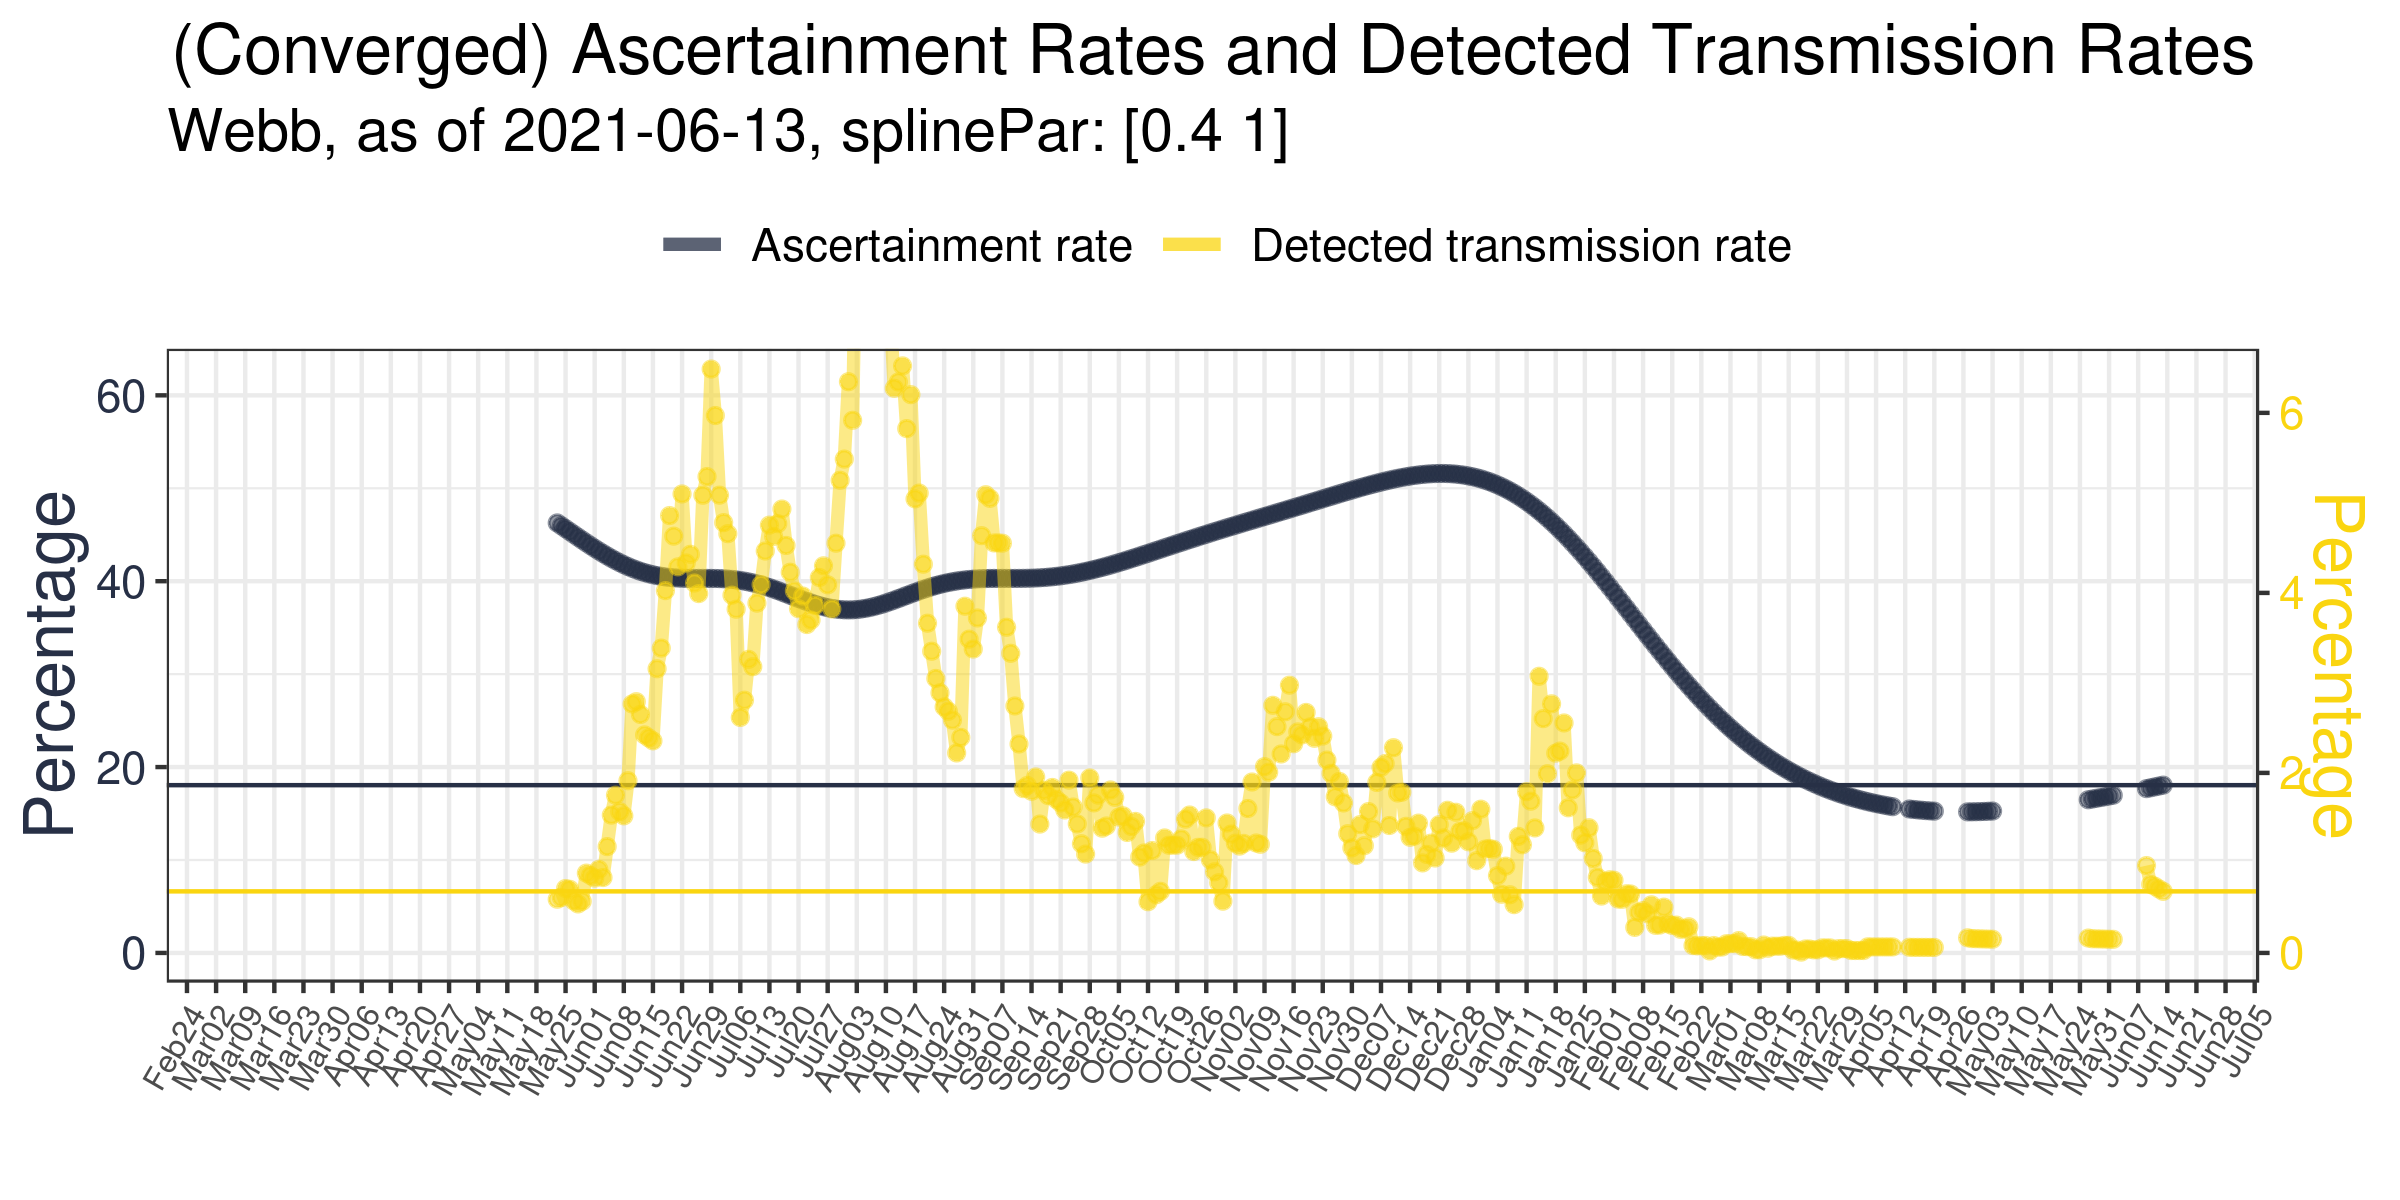 (Converged) Ascertainment Rates and Detected Transmission Rates
Webb, as of 2021-06-13, splinePar: [0.4 1]
Ascertainment rate
Detected transmission rate
Percentage
60
40
20
0
6
4
2
0
Percentage
Feb24
Mar02
Mar09
Mar16
Mar23
Mar30
Apr06
Apr13
Apr20
Apr27
May04
May11
May18
May25
Jun01
Jun08
Jun15
Jun22
Jun29
Jul06
Jul13
Jul20
Jul27
Aug03
Aug10
Aug17
Aug24
Aug31
Sep07
Sep14
Sep21
Sep28
Oct05
Oct12
Oct19
Oct26
Nov02
Nov09
Nov16
Nov23
Nov30
Dec07
Dec14
Dec21
Dec28
Jan04
Jan11
Jan18
Jan25
Feb01
Feb08
Feb15
Feb22
Mar01
Mar08
Mar15
Mar22
Mar29
Apr05
Apr12
Apr19
Apr26
May03
May10
May17
May24
May31
Jun07
Jun14
Jun21
Jun28
Jul05